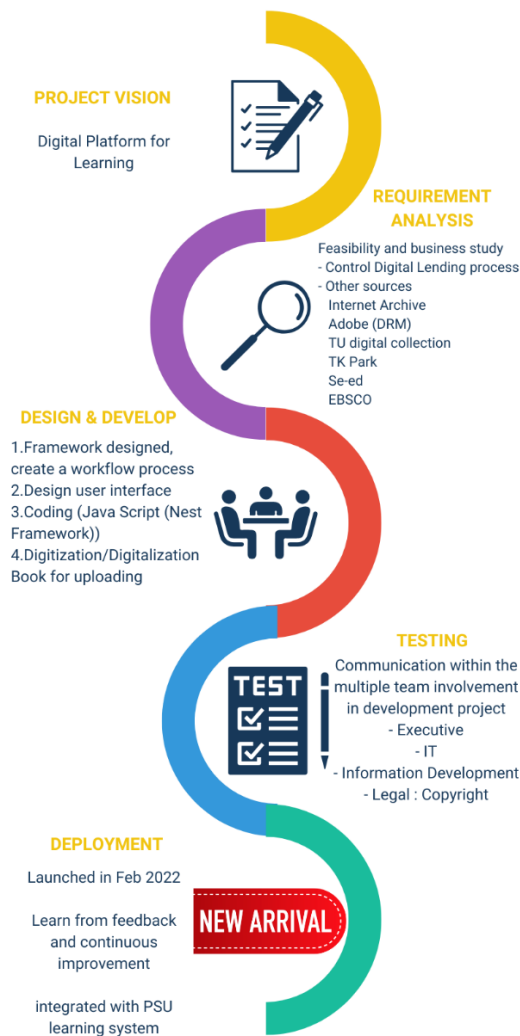 PROJECT VISION
Digital Platform for
Learning
REQUIREMENT
ANALYSIS
Feasibility and business study
- Control Digital Lending process
- Other sources
Internet Archive
Adobe (DRM)
TU digital collection
TK Park
Se-ed
EBSCO
DESIGN & DEVELOP
1.Framework designed,
create a workflow process
2.Design user interface
3.Coding (Java Script (Nest
Framework))
4.Digitization/Digitalization
Book for uploading
TESTING
Communication within the
multiple team involvement
in development project
- Executive
- IT
- Information Development
- Legal : Copyright
TEST
DEPLOYMENT
Launched in Feb 2022
Learn from feedback
and continuous
improvement
integrated with PSU
learning system
NEW ARRIVAL